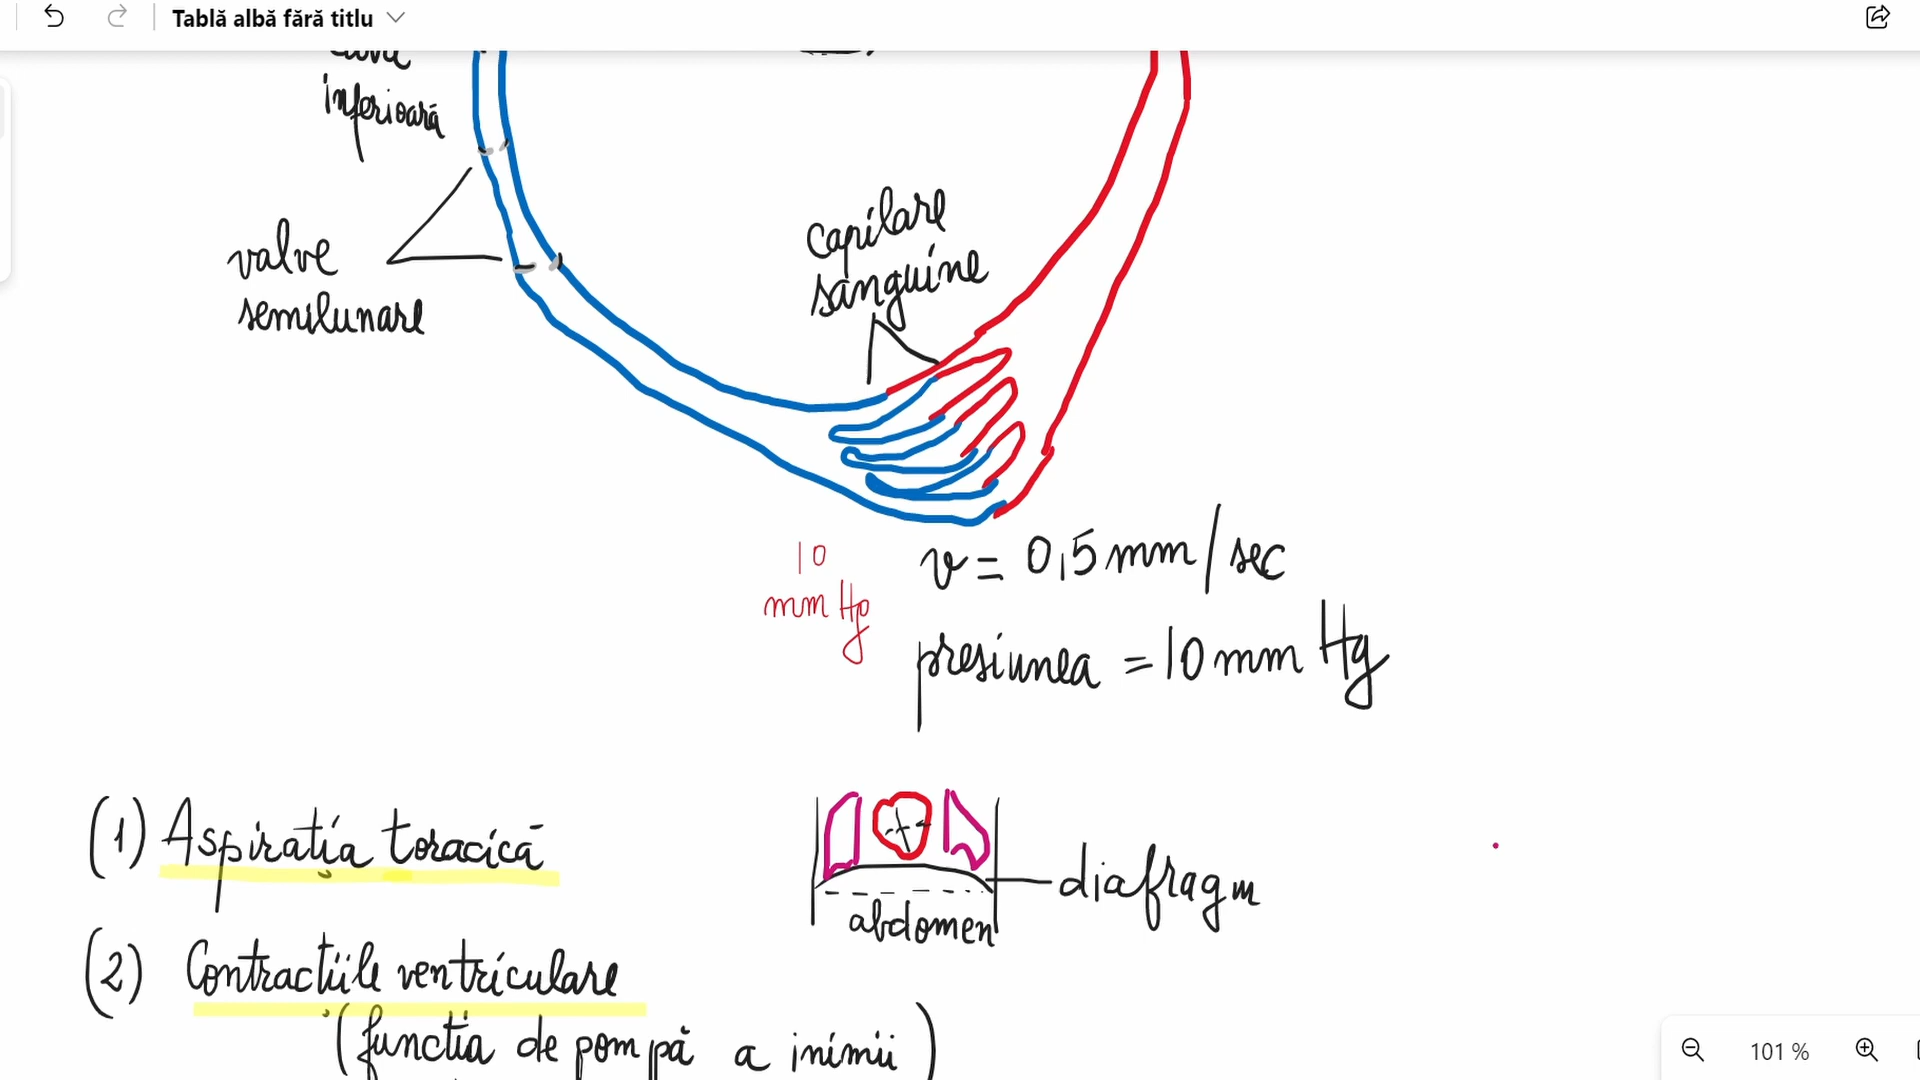 Tablă albă fără titlu
inferioară
valve
semilunare
capilare
sanguine
10
mm Hg
v = 0,5 mm/sec
presiunea = 10 mm Hg
(1) Aspirația toracică
diafragm
abdomen
(2) Contracțiile ventriculare
(funcția de pompă a inimii)
101 %